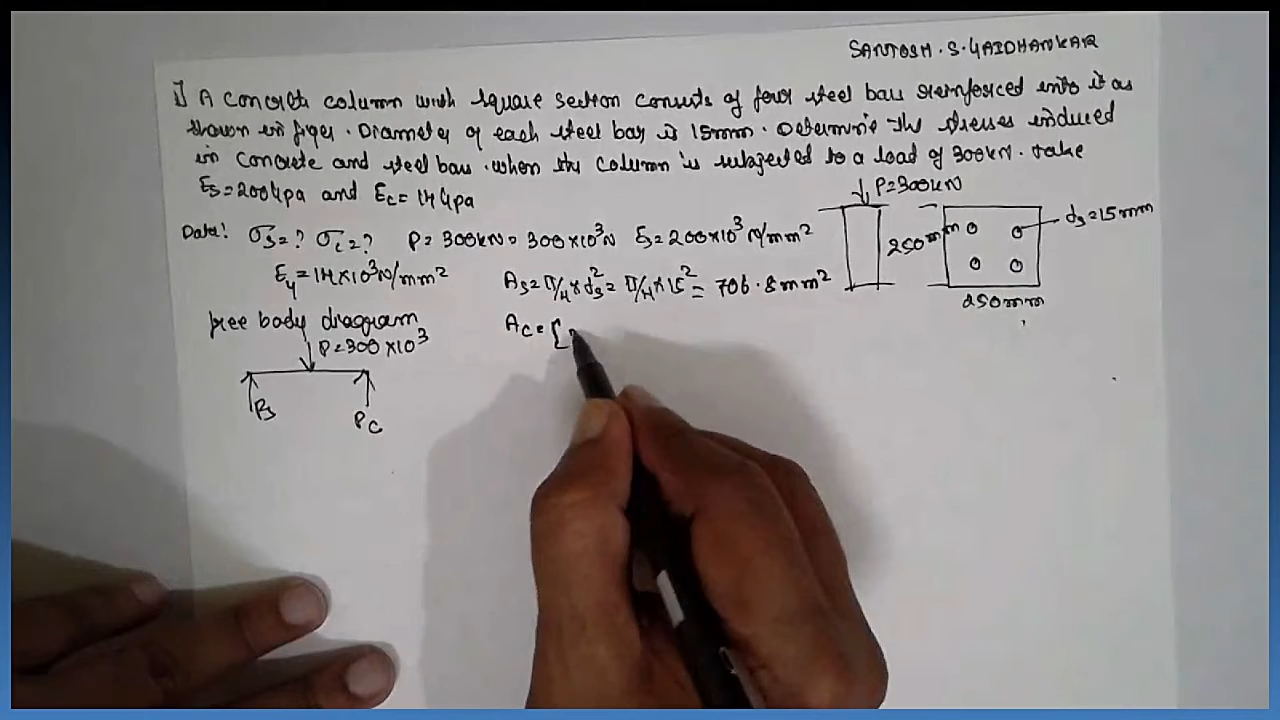 SANTOSH.S.GAIDHANKAR
1] A concrete column with square section consists of four steel bars reinforced into it as
shown in figer. Diameter of each steel bar is 15mm. Determine the stresses induced
in concrete and steel bars. when the column is subjected to a load of 300kN. take
Es=200Gpa and Ec=14Gpa
P=300kN
Data: σs=? σc=? P=300kN=300×10³N Es=200×10³N/mm²
250mm
ds=15mm
Ey=14×10³N/mm² As=π/4×ds²=π/4×15²=706.8mm²
250mm
free body diagram
P=300×10³
Ac=[
Ps
Pc